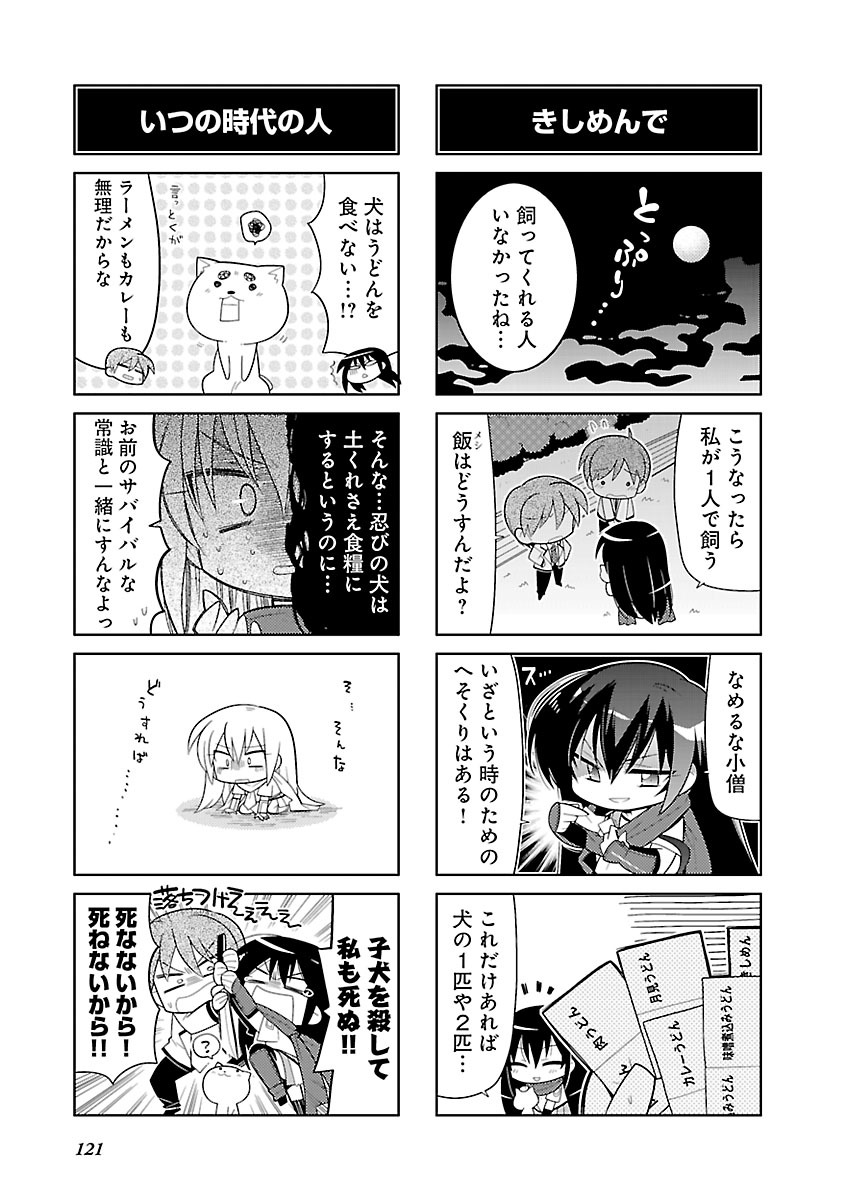 きしめんで
とっぷり…
飼ってくれる人
いなかったね…
こうなったら
私が1人で飼う
飯はどうすんだよ?
メシ
なめるな小僧
ス…
いざという時のための
へそくりはある!
これだけあれば
犬の1匹や2匹…
きしめん
味噌煮込みうどん
月見うどん
カレーうどん
肉うどん
みうどん
いつの時代の人
犬はうどんを
食べない…!?
言っとくが
ラーメンもカレーも
無理だからな
そんな…忍びの犬は
土くれさえ食糧に
するというのに…
お前のサバイバルな
常識と一緒にすんなよっ
そ…そんな
どうすれば………
子犬を殺して
私も死ぬ!!
落ちつけえええええ
死なないから!
死ねないから!!
?
121